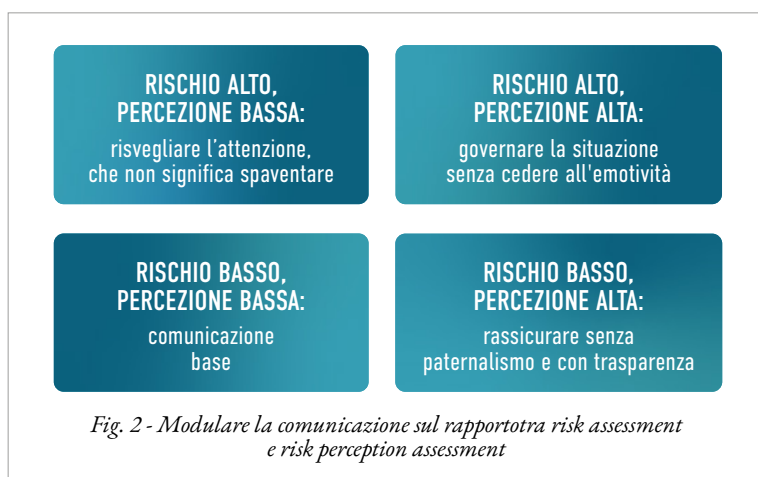 RISCHIO ALTO,
PERCEZIONE BASSA:
risvegliare l'attenzione,
che non significa spaventare
RISCHIO ALTO,
PERCEZIONE ALTA:
governare la situazione
senza cedere all'emotività
RISCHIO BASSO,
PERCEZIONE BASSA:
comunicazione
base
RISCHIO BASSO,
PERCEZIONE ALTA:
rassicurare senza
paternalismo e con trasparenza
Fig. 2 - Modulare la comunicazione sul rapportotra risk assessment
e risk perception assessment